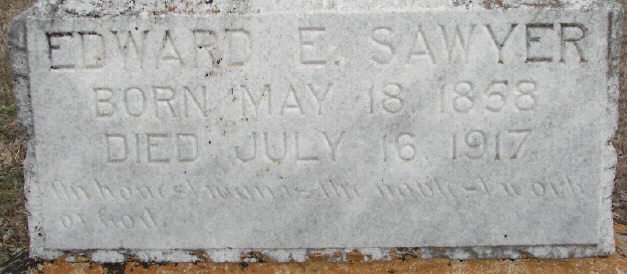 EDWARD E. SAWYER
BORN MAY 18 1858
DIED JULY 16 1917
An honest man is the noblest work
of God.